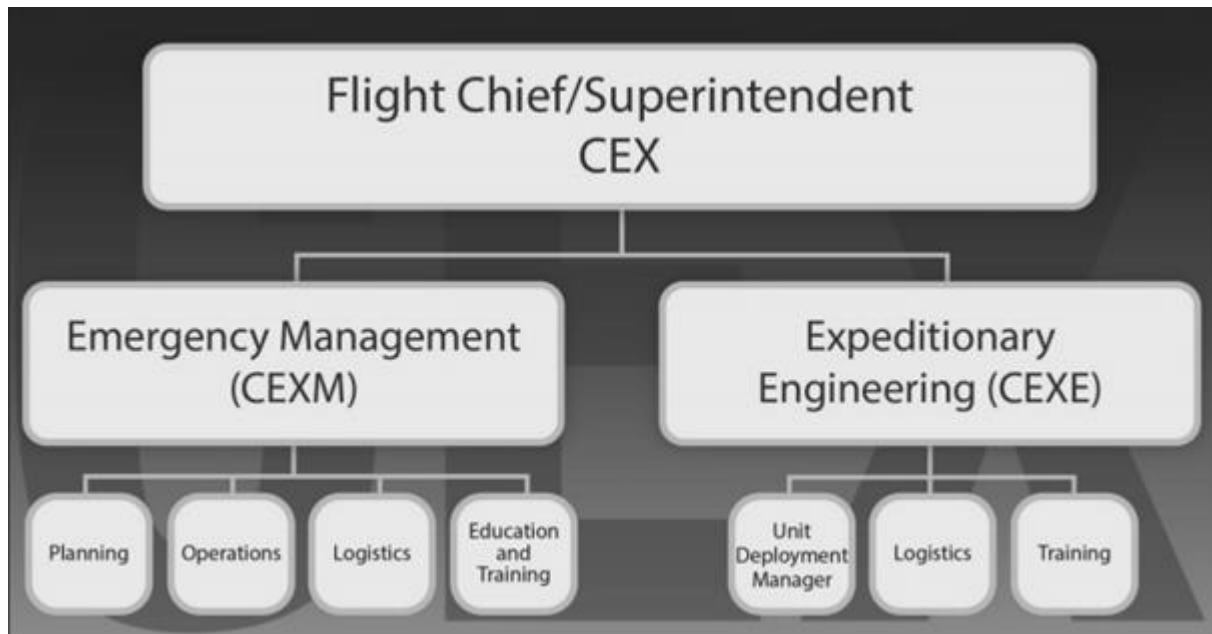 Flight Chief/Superintendent
CEX
Emergency Management
(CEXM)
Expeditionary
Engineering (CEXE)
Planning
Operations
Logistics
Education
and
Training
Unit
Deployment
Manager
Logistics
Training